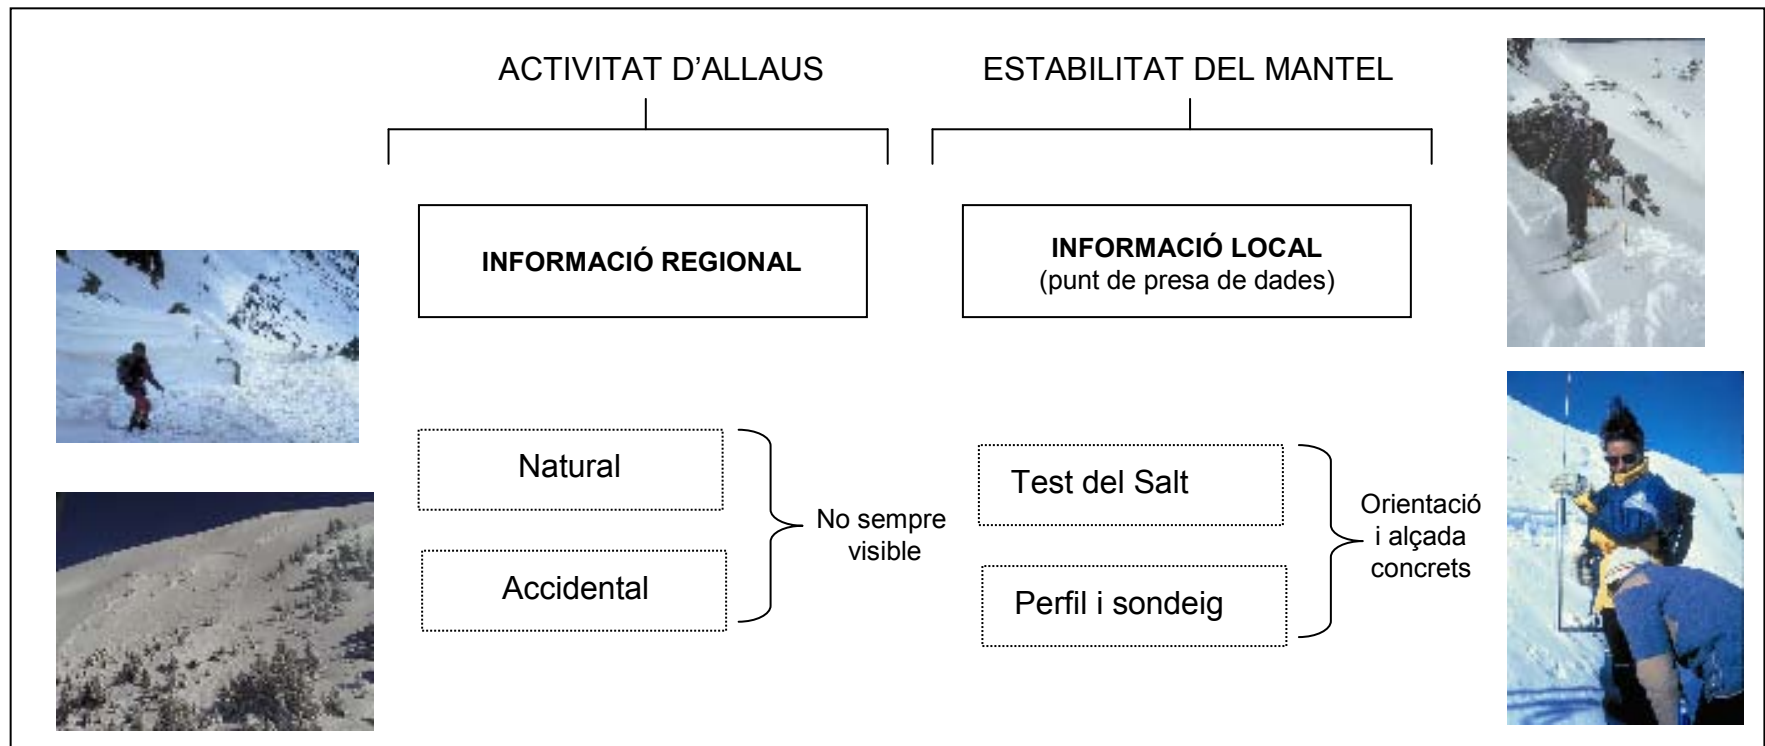 ACTIVITAT D'ALLAUS
ESTABILITAT DEL MANTEL
INFORMACIÓ REGIONAL
INFORMACIÓ LOCAL
(punt de presa de dades)
Natural
Accidental
No sempre
visible
Test del Salt
Perfil i sondeig
Orientació
i alçada
concrets